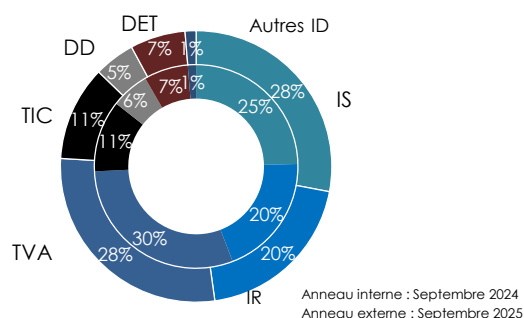 DET
Autres ID
DD
7%
1%
5%
28%
IS
6%
7%
1%
25%
TIC
11%
11%
20%
30%
TVA
28%
20%
IR
Anneau interne : Septembre 2024
Anneau externe : Septembre 2025